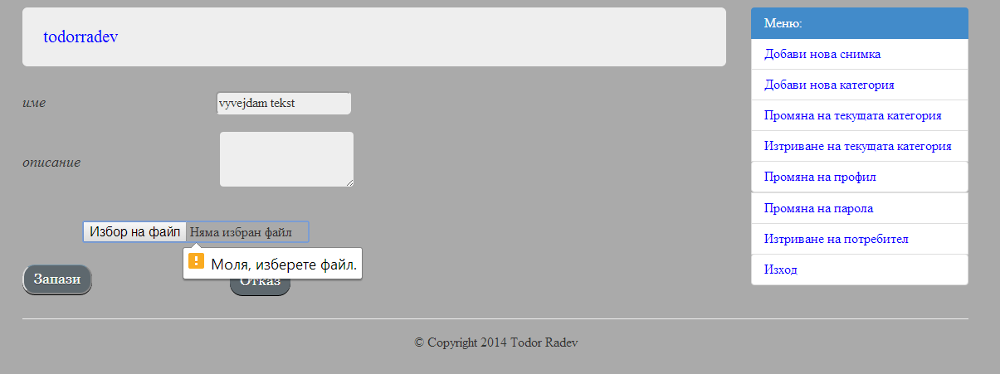 todorradev
име
vyvejdam tekst
описание
Избор на файл Няма избран файл
Моля, изберете файл.
Запази
Отказ
Меню:
Добави нова снимка
Добави нова категория
Промяна на текущата категория
Изтриване на текущата категория
Промяна на профил
Промяна на парола
Изтриване на потребител
Изход
© Copyright 2014 Todor Radev